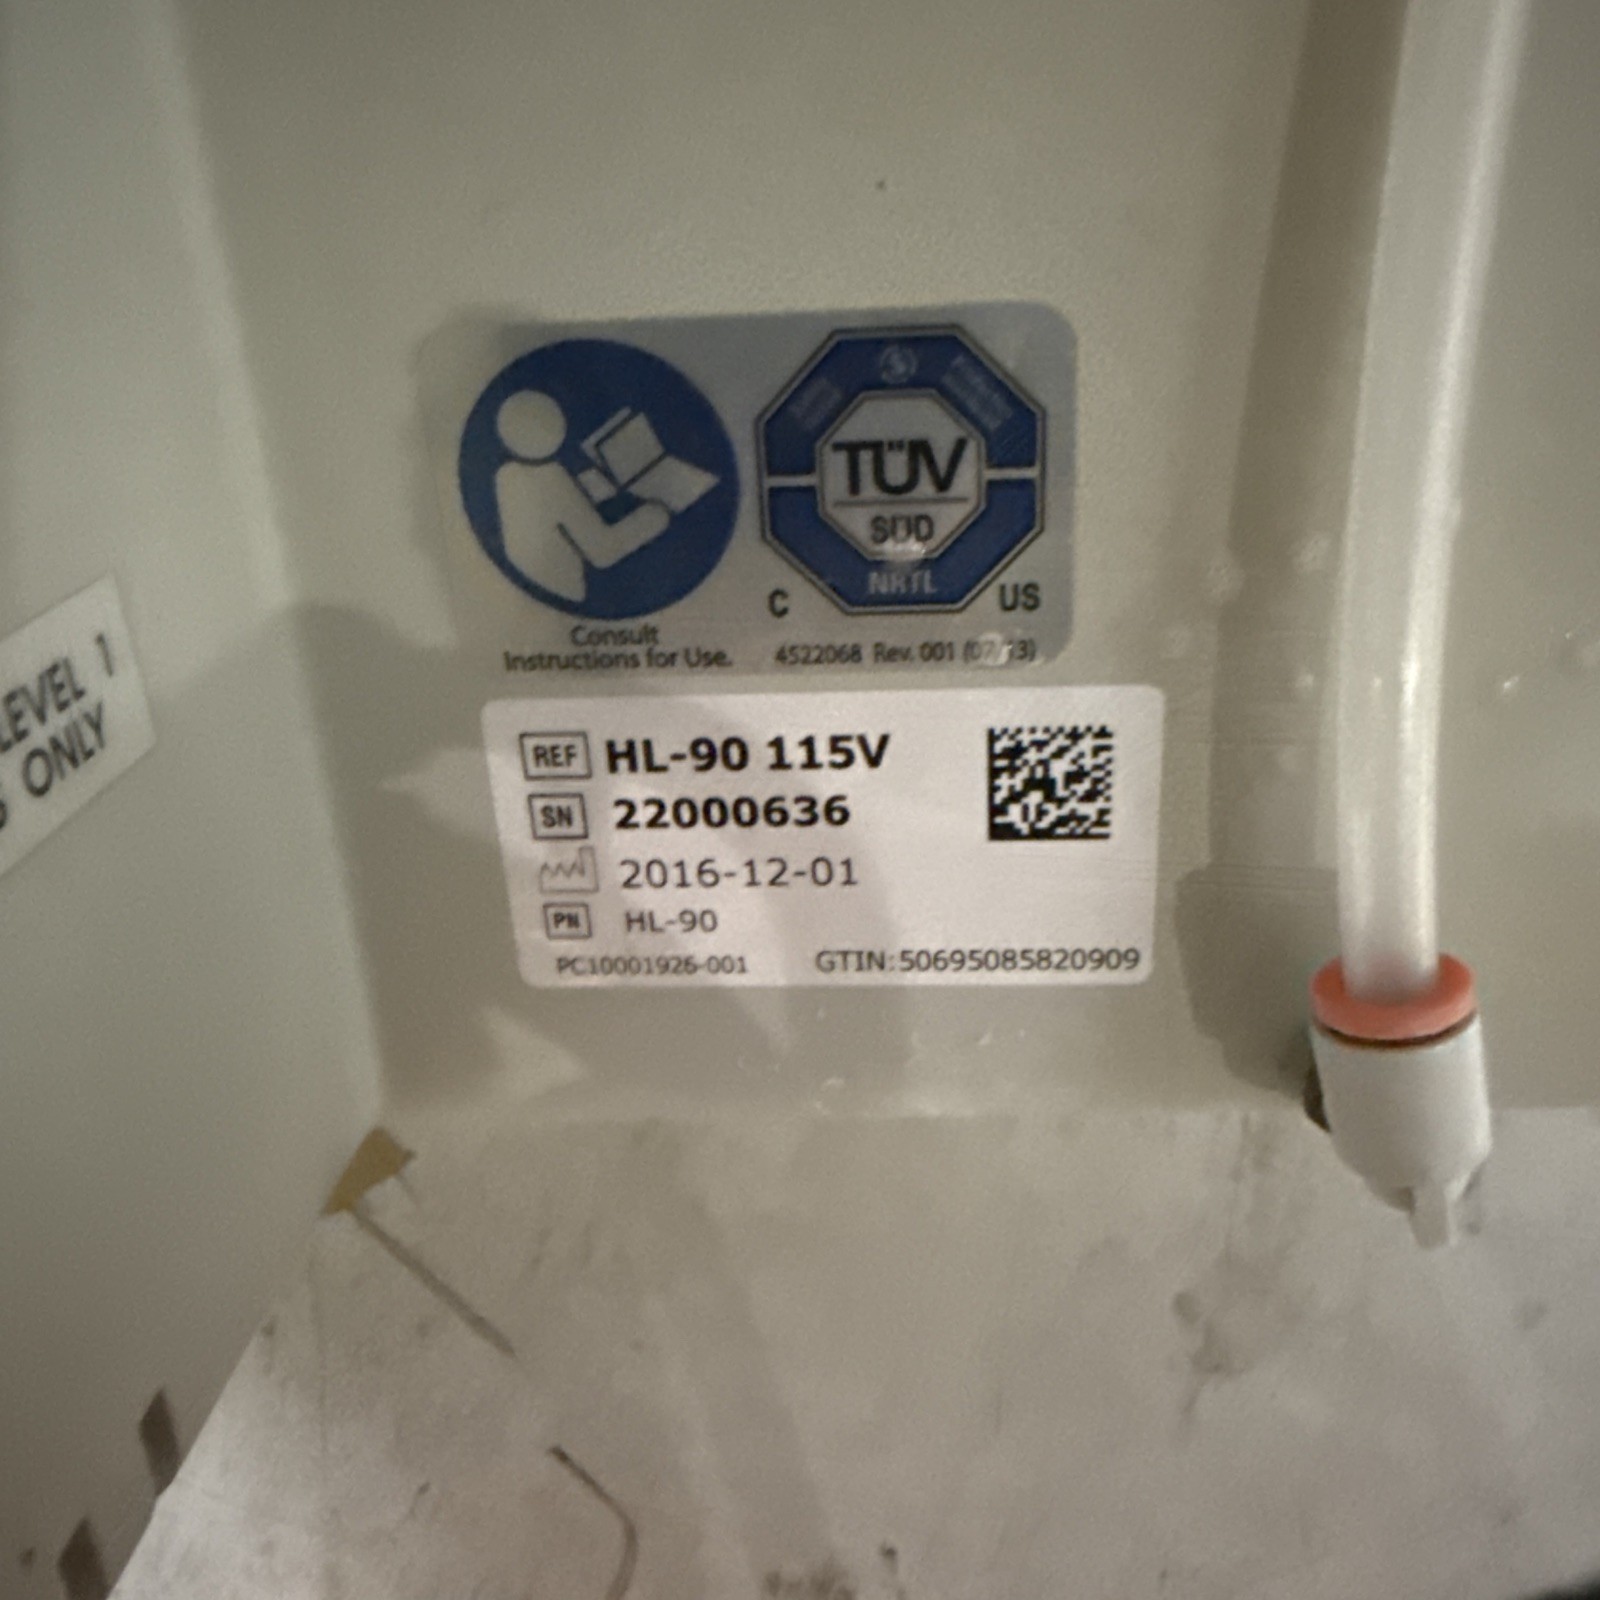 LEVEL 1
ONLY
TÜV
SÜD
NRTL
C US
Consult
Instructions for Use.
4522068 Rev. 001
REF HL-90 115V
SN 22000636
2016-12-01
PN HL-90
PC10001926-001 GTIN:50695085820909